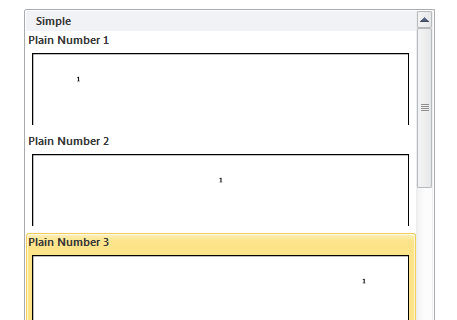 Simple
Plain Number 1
1
Plain Number 2
1
Plain Number 3
1